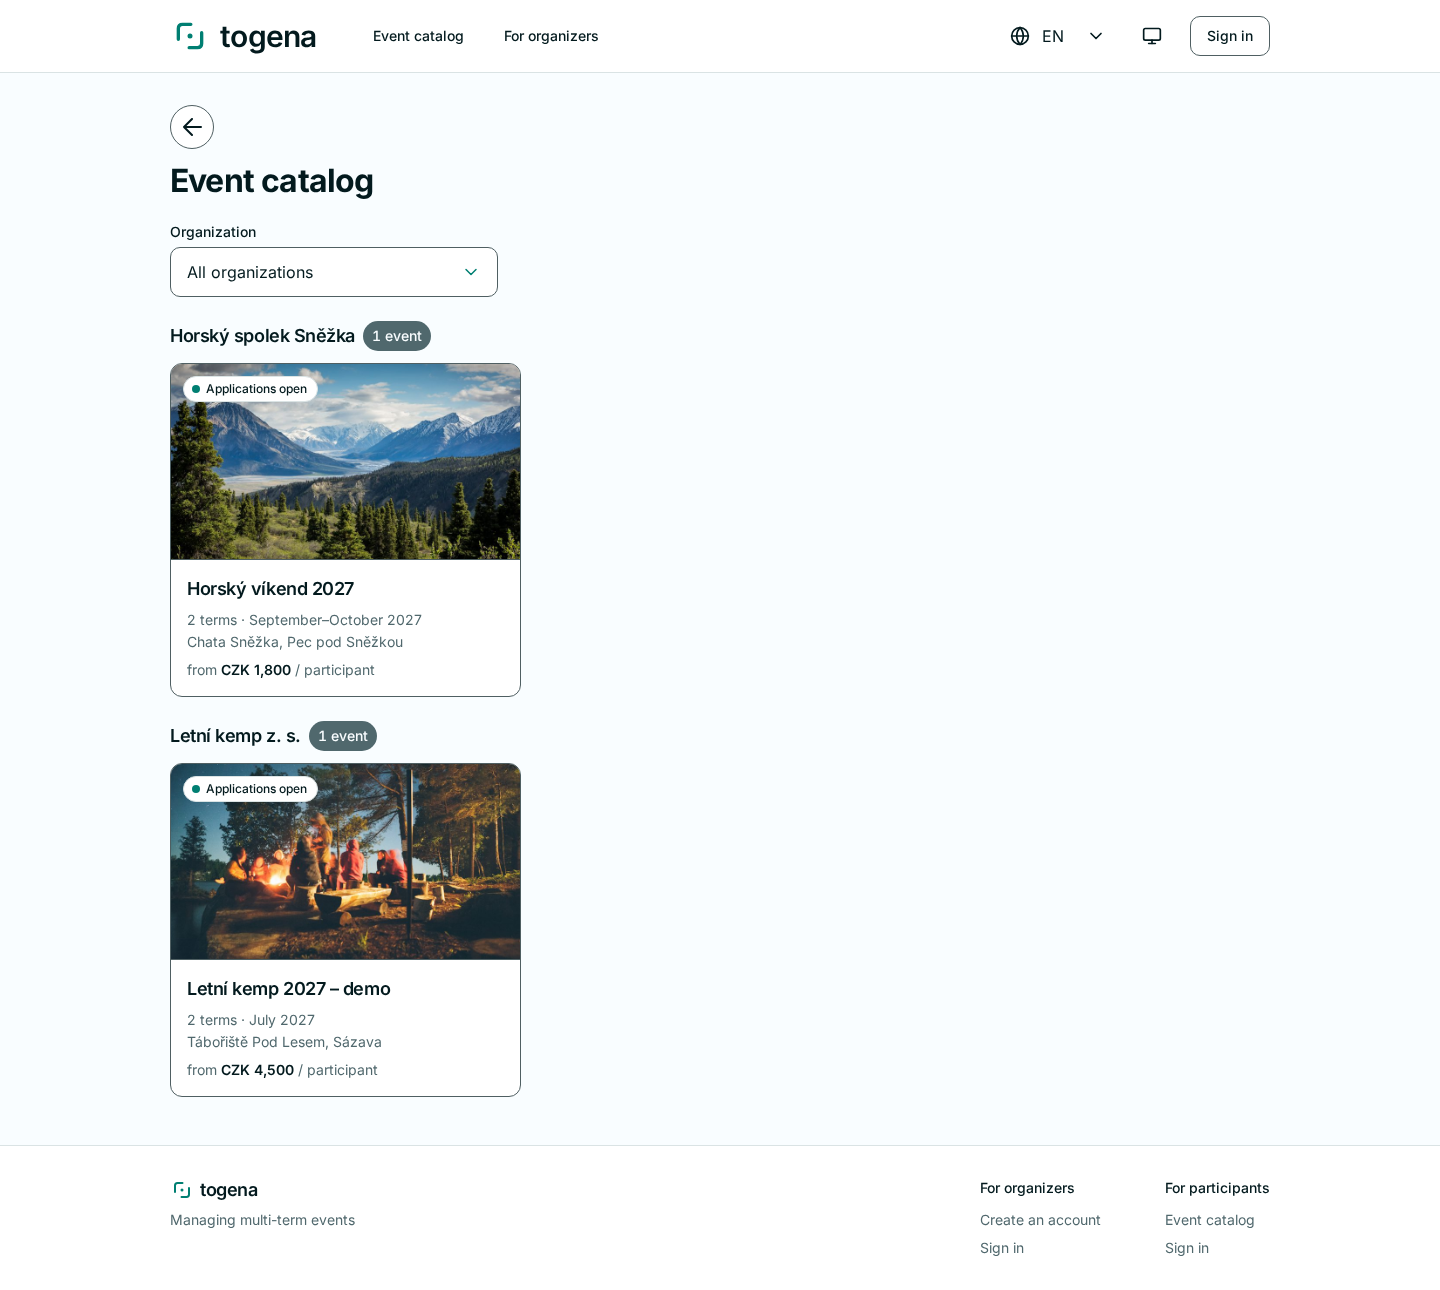 togena
Event catalog
For organizers
EN
Sign in
Event catalog
Organization
All organizations
Horský spolek Sněžka
1 event
Applications open
Horský víkend 2027
2 terms · September–October 2027
Chata Sněžka, Pec pod Sněžkou
from CZK 1,800 / participant
Letní kemp z. s.
1 event
Applications open
Letní kemp 2027 – demo
2 terms · July 2027
Tábořiště Pod Lesem, Sázava
from CZK 4,500 / participant
togena
Managing multi-term events
For organizers
Create an account
Sign in
For participants
Event catalog
Sign in